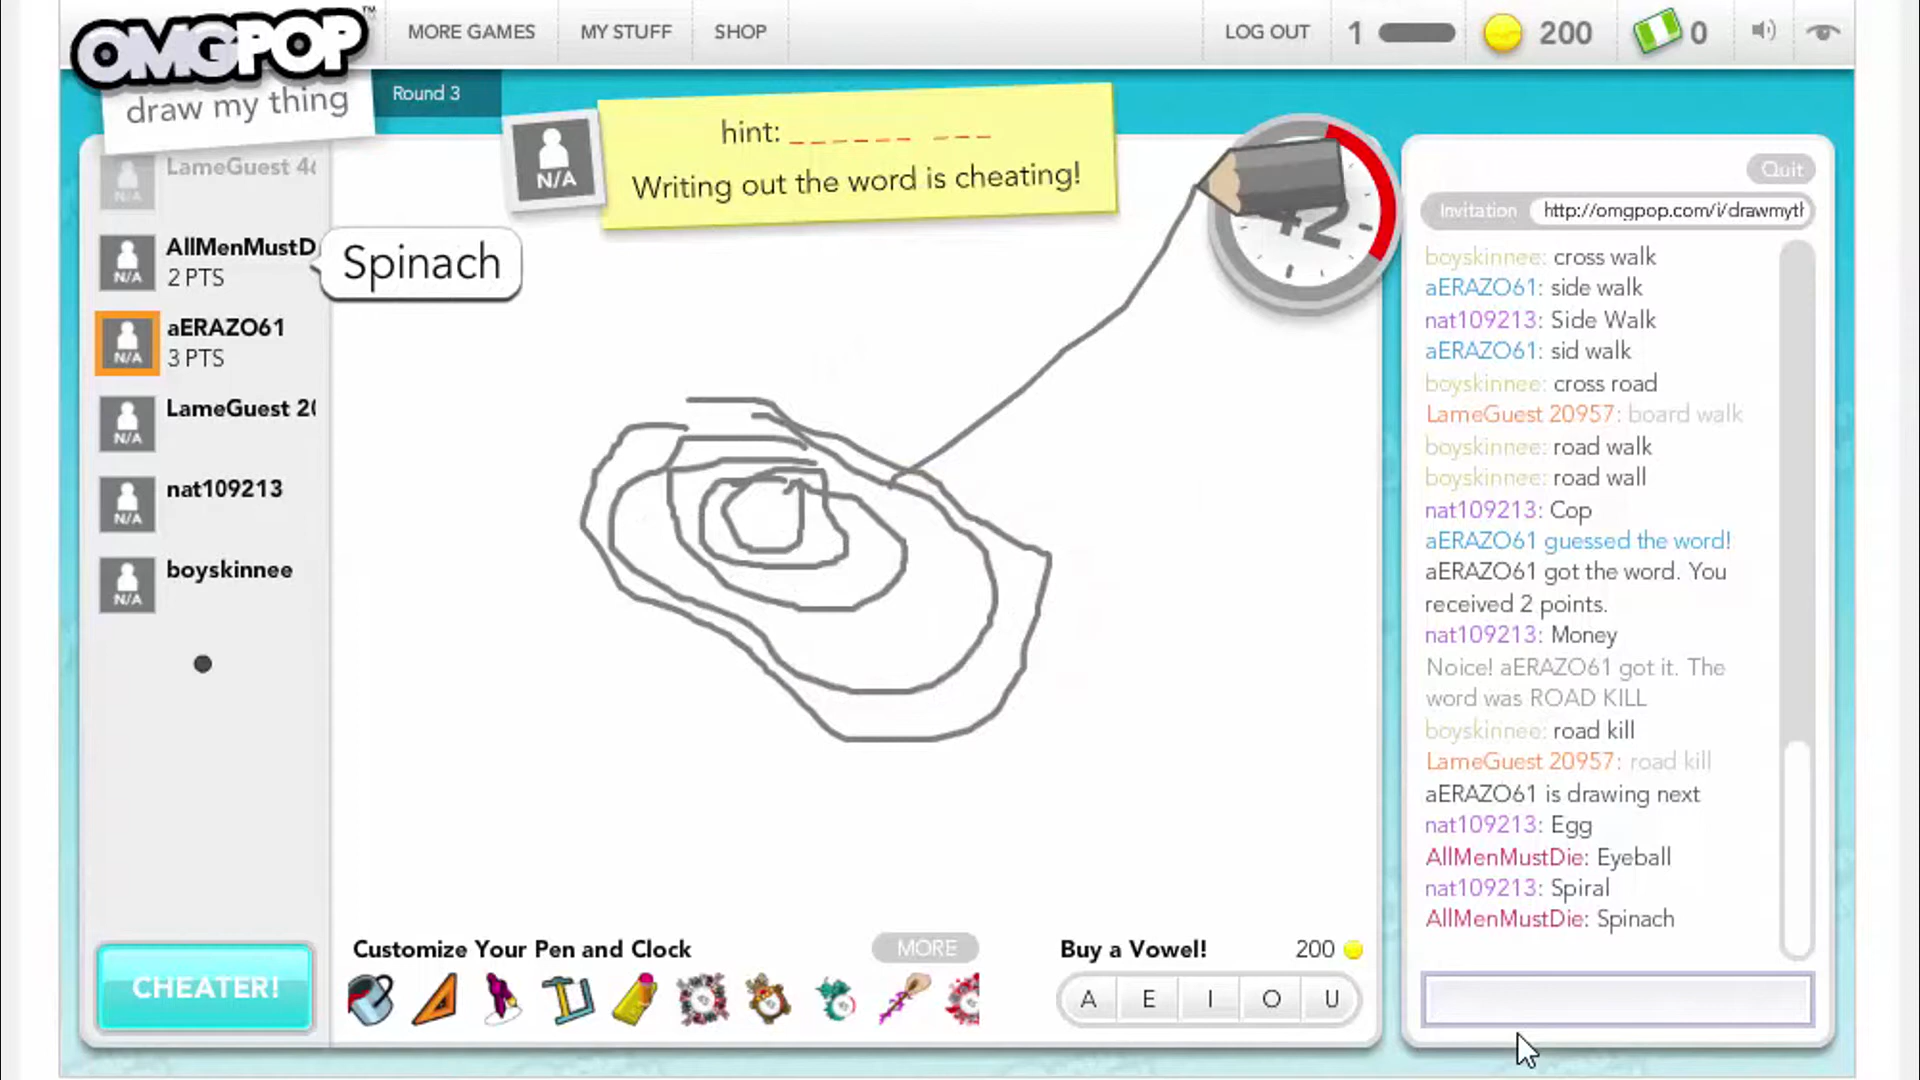 OMGPOP™
MORE GAMES
MY STUFF
SHOP
LOG OUT
1
200
0
draw my thing
Round 3
N/A
hint: ______ ___
Writing out the word is cheating!
42
LameGuest 46
AllMenMustD
N/A
2 PTS
Spinach
aERAZO61
N/A
3 PTS
LameGuest 20
N/A
nat109213
N/A
boyskinnee
N/A
CHEATER!
Customize Your Pen and Clock
MORE
Buy a Vowel!
200
A E I O U
Quit
Invitation http://omgpop.com/i/drawmyth
boyskinnee: cross walk
aERAZO61: side walk
nat109213: Side Walk
aERAZO61: sid walk
boyskinnee: cross road
LameGuest 20957: board walk
boyskinnee: road walk
boyskinnee: road wall
nat109213: Cop
aERAZO61 guessed the word!
aERAZO61 got the word. You
received 2 points.
nat109213: Money
Noice! aERAZO61 got it. The
word was ROAD KILL
boyskinnee: road kill
LameGuest 20957: road kill
aERAZO61 is drawing next
nat109213: Egg
AllMenMustDie: Eyeball
nat109213: Spiral
AllMenMustDie: Spinach